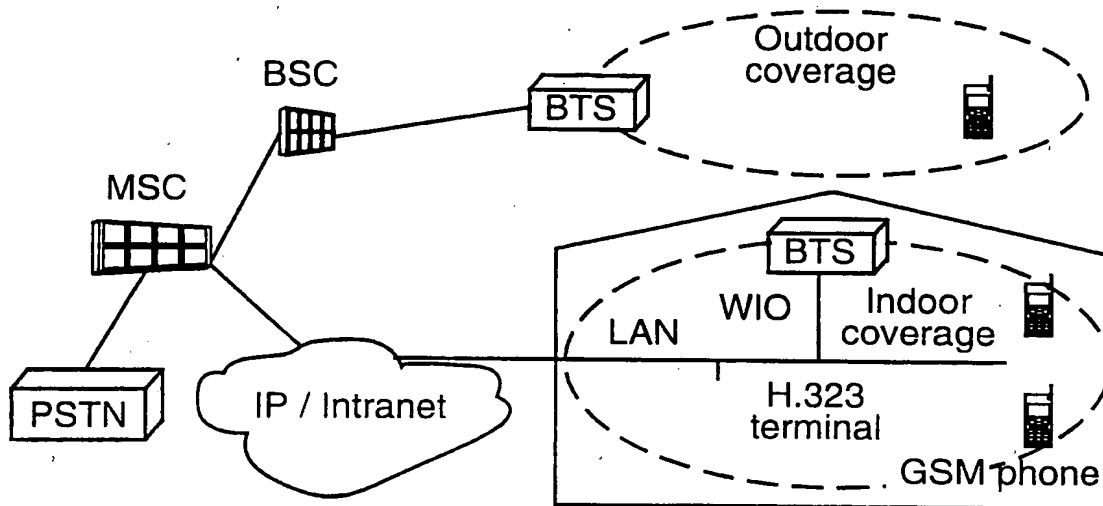 Outdoor
coverage
BSC
BTS
MSC
BTS
WIO
Indoor
coverage
LAN
PSTN
IP / Intranet
H.323
terminal
GSM phone